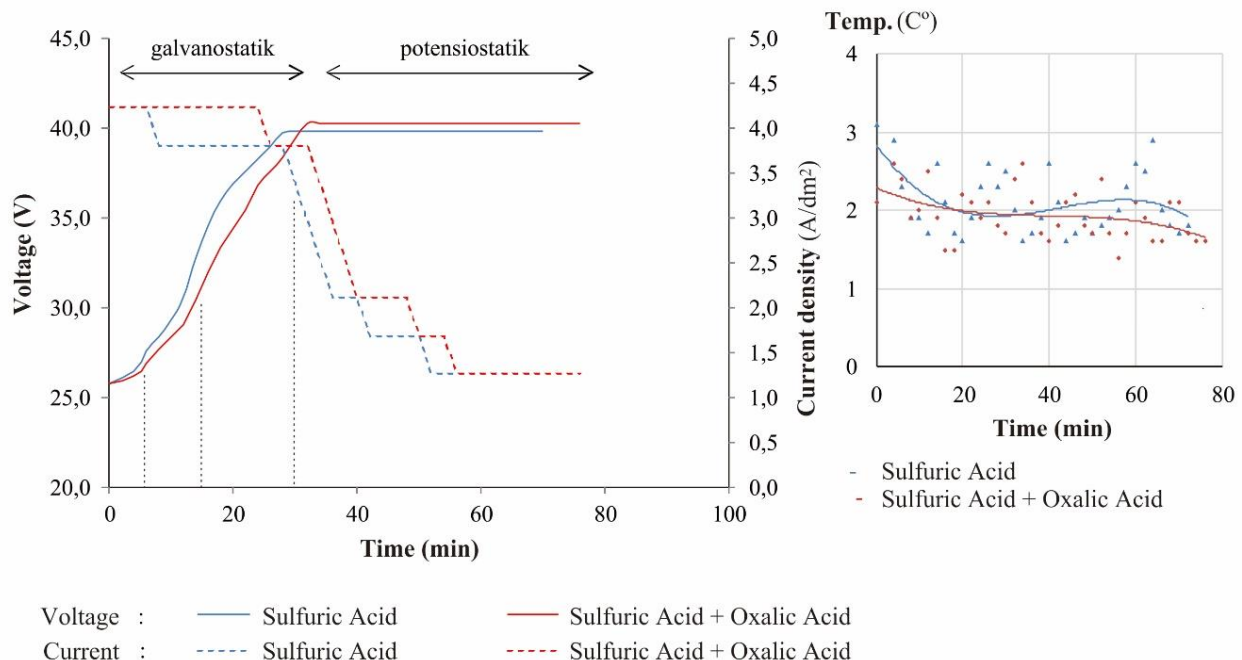 45,0
40,0
35,0
30,0
25,0
20,0
Voltage (V)
galvanostatik
potensiostatik
5,0
4,5
4,0
3,5
3,0
2,5
2,0
1,5
1,0
0,5
0,0
Current density (A/dm²)
0 20 40 60 80 100
Time (min)
Temp. (Cº)
4
3
2
1
0
0 20 40 60 80
Time (min)
Sulfuric Acid
Sulfuric Acid + Oxalic Acid
Voltage : Sulfuric Acid Sulfuric Acid + Oxalic Acid
Current : Sulfuric Acid Sulfuric Acid + Oxalic Acid